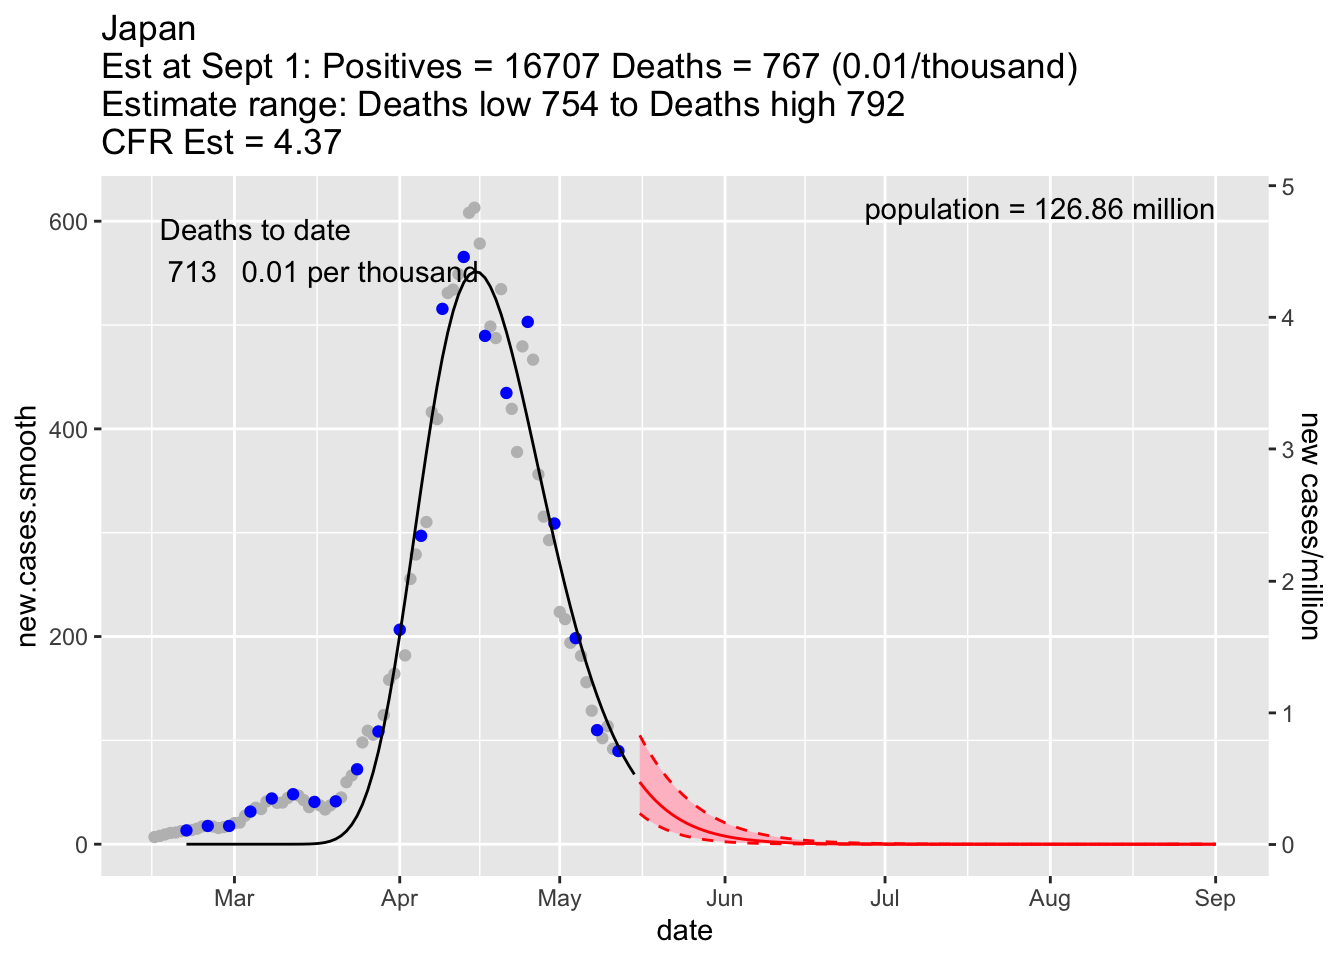 Japan
Est at Sept 1: Positives = 16707 Deaths = 767 (0.01/thousand)
Estimate range: Deaths low 754 to Deaths high 792
CFR Est = 4.37
population = 126.86 million
Deaths to date
713 0.01 per thousand
600
400
200
0
new.cases.smooth
5
4
3
2
1
0
new cases/million
Mar Apr May Jun Jul Aug Sep
date